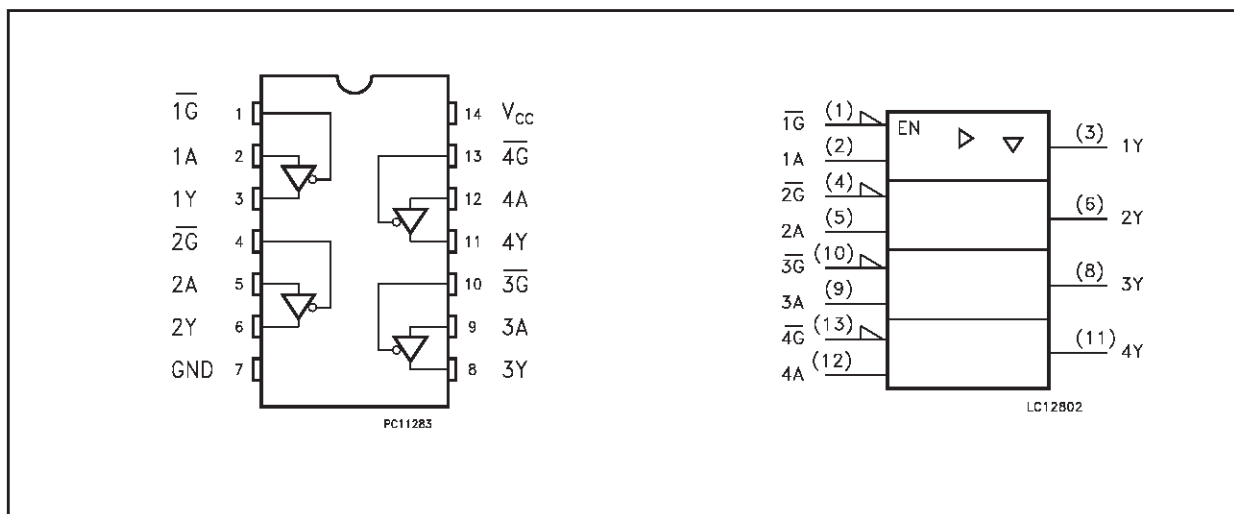 1G 1 14 VCC
1A 2 13 4G
1Y 3 12 4A
2G 4 11 4Y
2A 5 10 3G
2Y 6 9 3A
GND 7 8 3Y
PC11283
1G (1) EN
1A (2) (3) 1Y
2G (4)
2A (5) (6) 2Y
3G (10)
3A (9) (8) 3Y
4G (13)
4A (12) (11) 4Y
LC12802